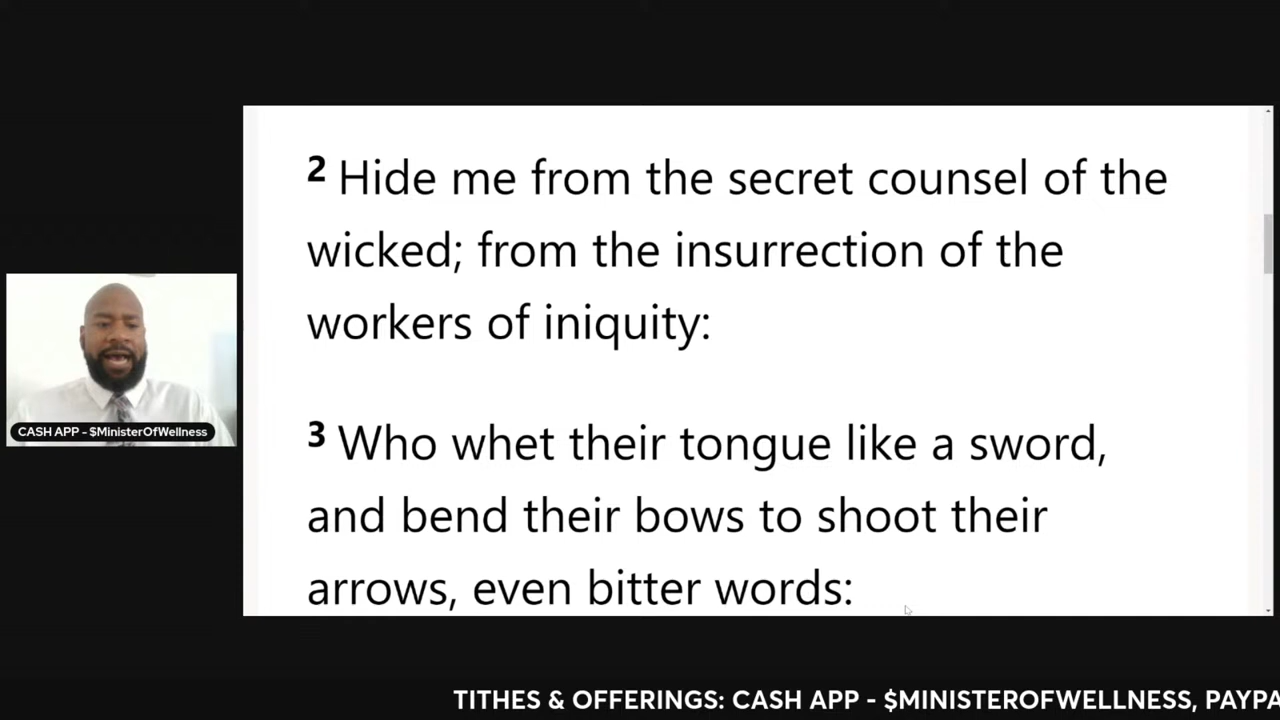 2 Hide me from the secret counsel of the
wicked; from the insurrection of the
workers of iniquity:
3 Who whet their tongue like a sword,
and bend their bows to shoot their
arrows, even bitter words:
CASH APP - $MinisterOfWellness
TITHES & OFFERINGS: CASH APP - $MINISTEROFWELLNESS, PAYPA